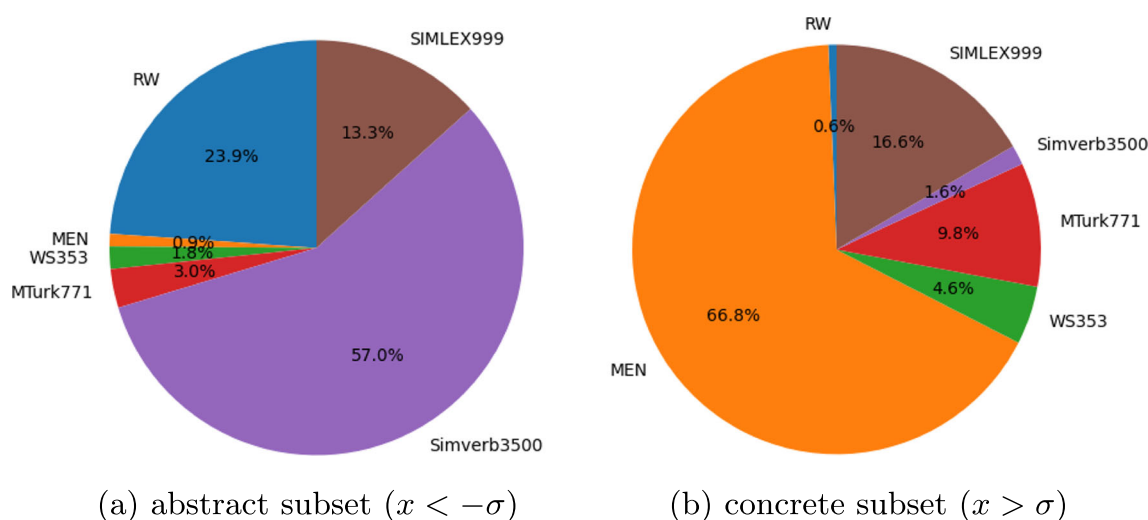 RW
SIMLEX999
23.9%
13.3%
MEN
0.9%
WS353
1.8%
MTurk771
3.0%
57.0%
Simverb3500
(a) abstract subset (x < −σ)
RW
SIMLEX999
0.6%
16.6%
Simverb3500
1.6%
MTurk771
9.8%
4.6%
WS353
66.8%
MEN
(b) concrete subset (x > σ)